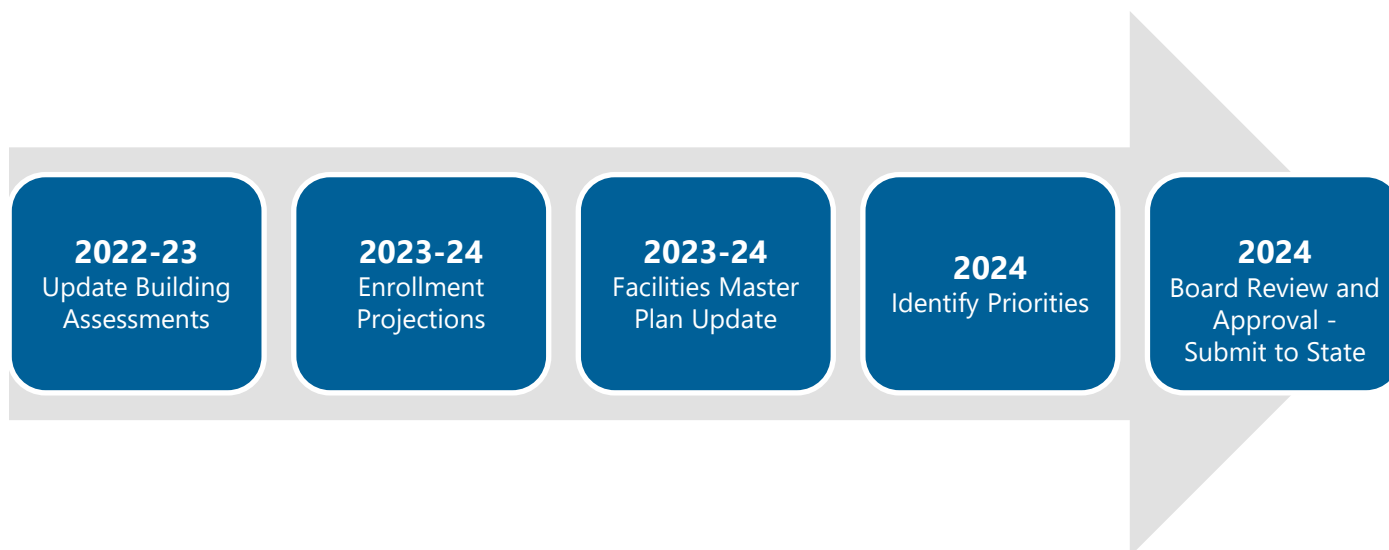 2022-23
Update Building
Assessments
2023-24
Enrollment
Projections
2023-24
Facilities Master
Plan Update
2024
Identify Priorities
2024
Board Review and
Approval -
Submit to State